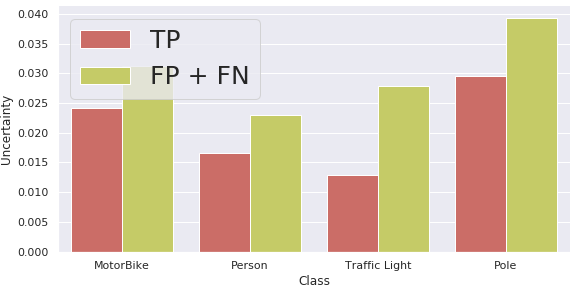 0.040
0.035
0.030
0.025
0.020
0.015
0.010
0.005
0.000
Uncertainty
TP
FP + FN
MotorBike
Person
Traffic Light
Pole
Class